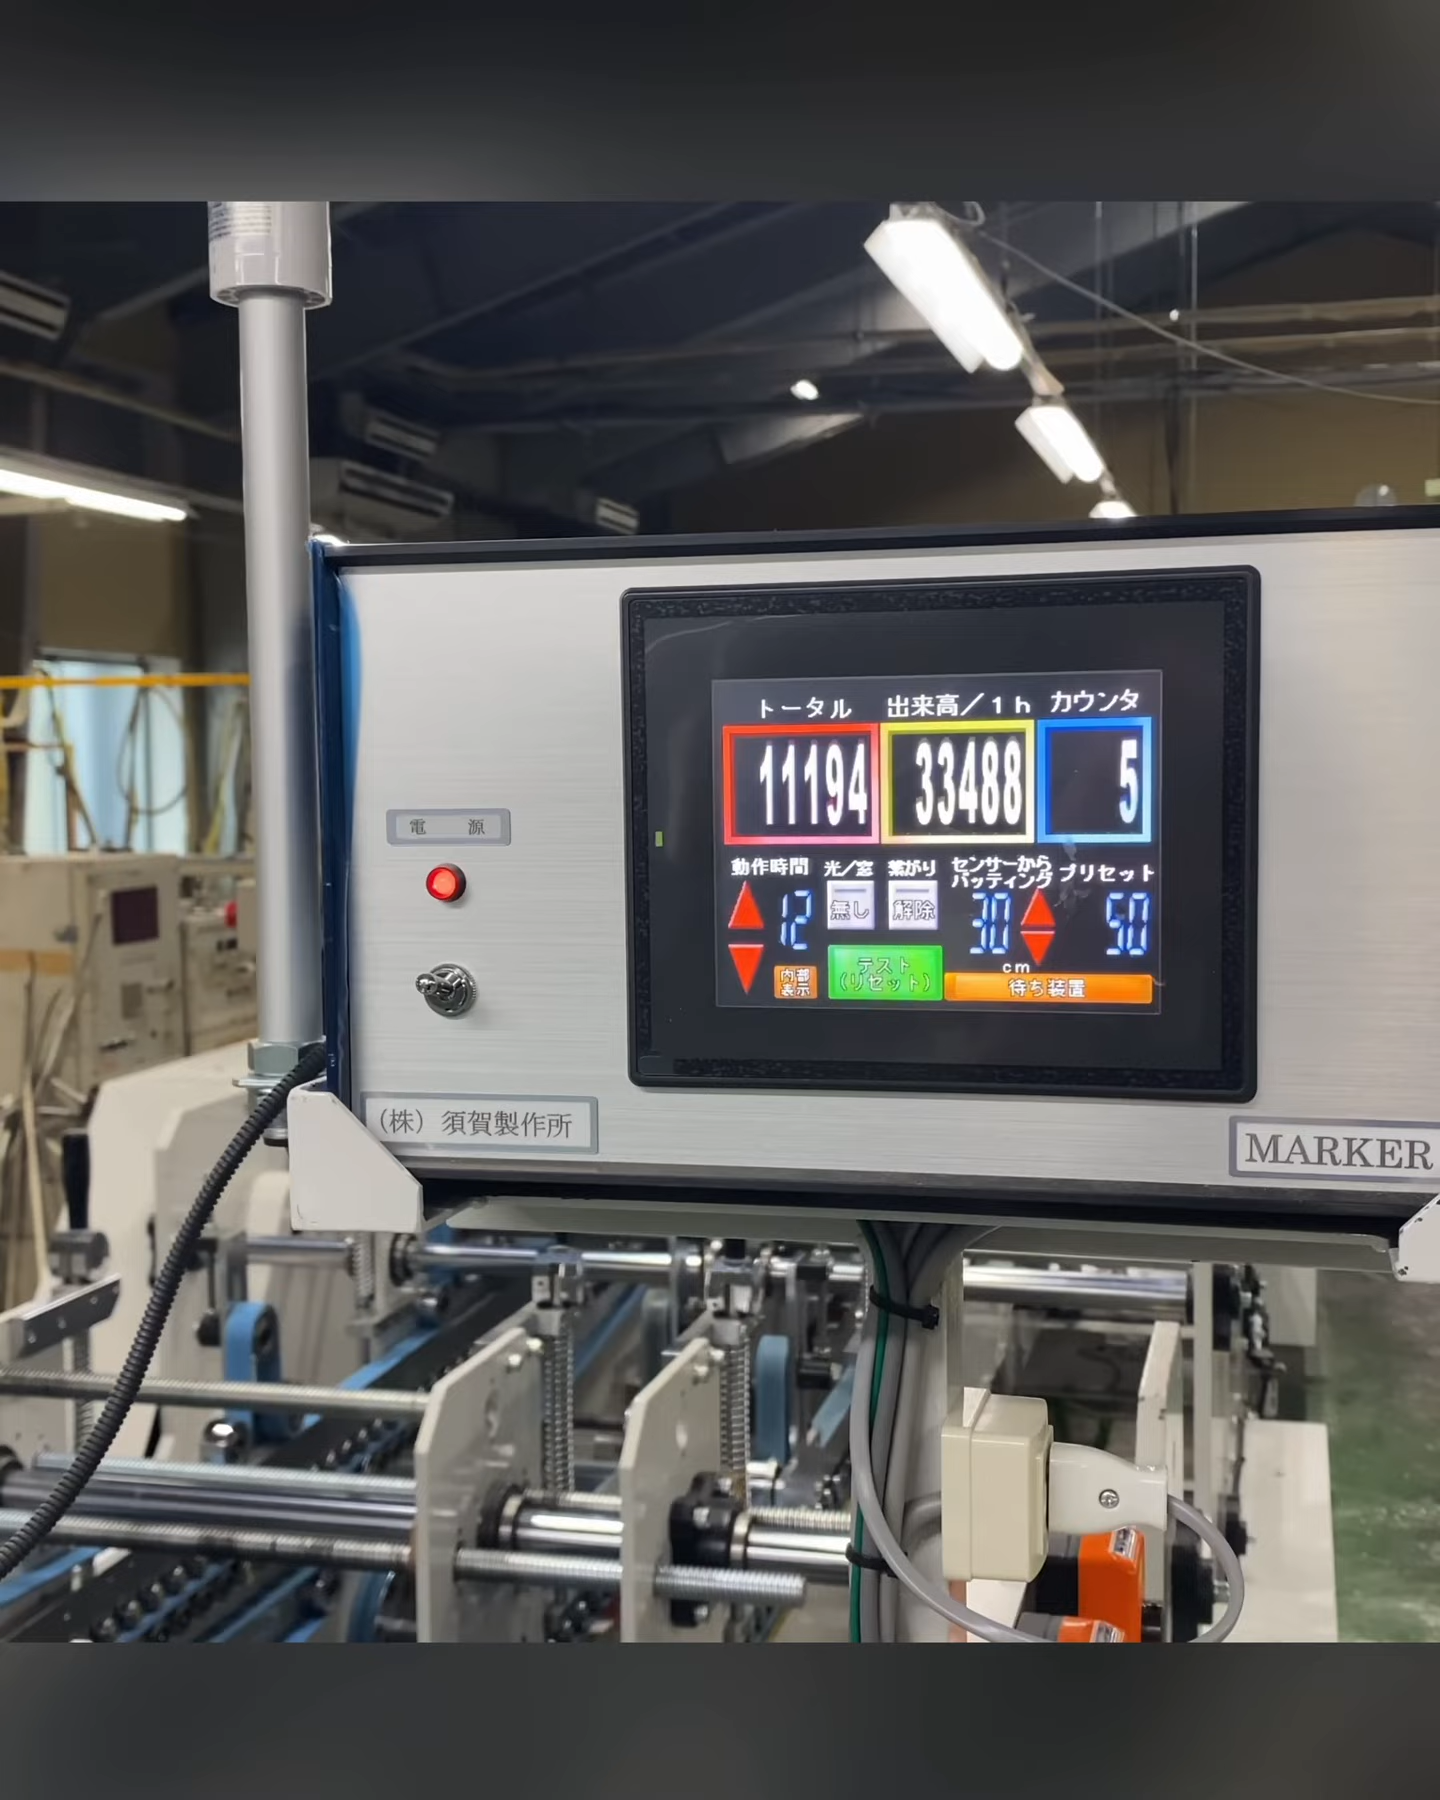 トータル 出来高／1h カウンタ
11194 33488 5
動作時間 光／窓 繋がり センサーから
バッティング プリセット
12 無し 解除 30 50
cm
内部
表示
テスト
(リセット)
待ち装置
電源
(株)須賀製作所
MARKER